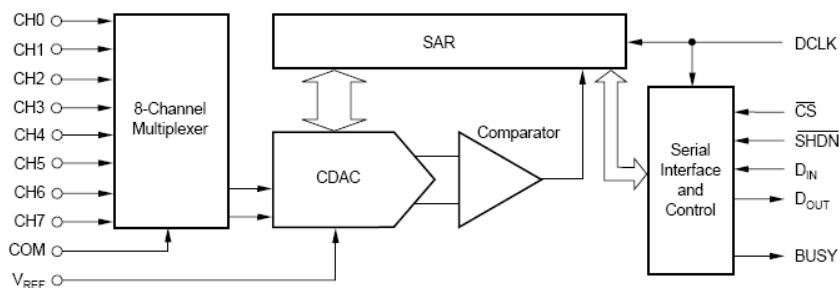 CH0
CH1
CH2
CH3
CH4
CH5
CH6
CH7
COM
VREF
8-Channel
Multiplexer
SAR
CDAC
Comparator
Serial
Interface
and
Control
DCLK
CS
SHDN
DIN
DOUT
BUSY